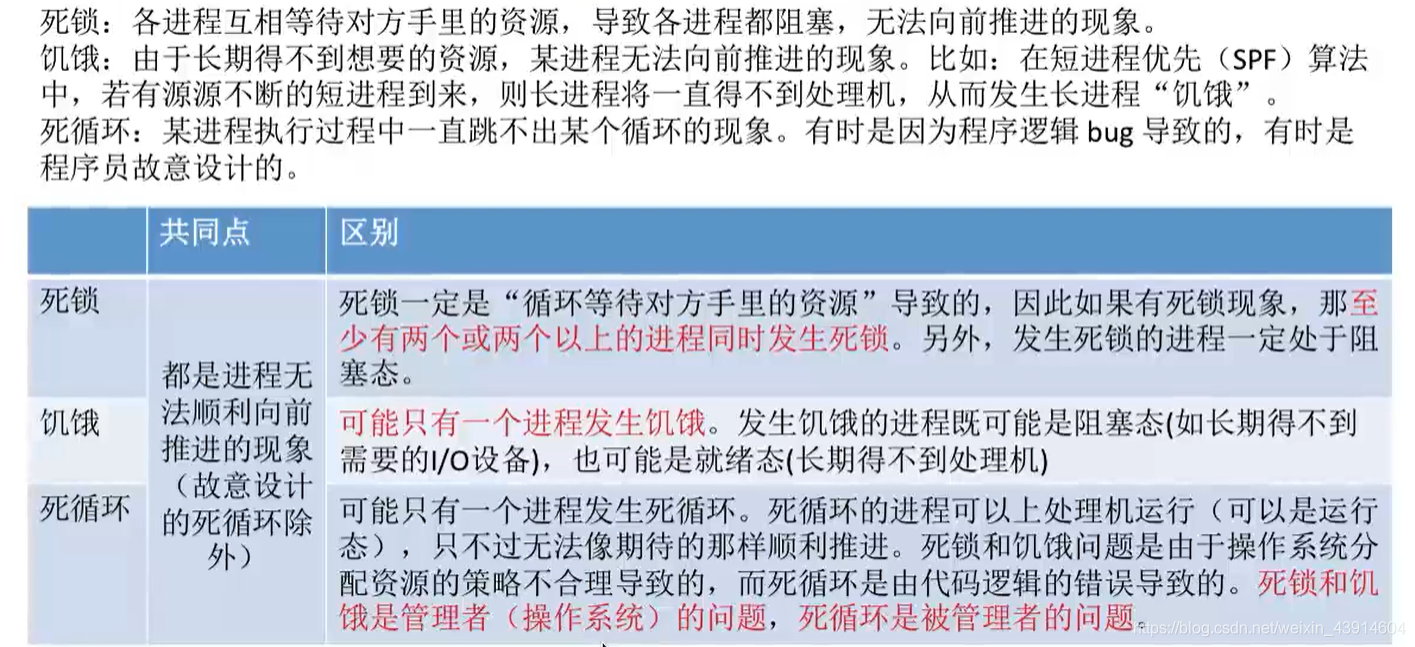 死锁：各进程互相等待对方手里的资源，导致各进程都阻塞，无法向前推进的现象。
饥饿：由于长期得不到想要的资源，某进程无法向前推进的现象。比如：在短进程优先（SPF）算法
中，若有源源不断的短进程到来，则长进程将一直得不到处理机，从而发生长进程“饥饿”。
死循环：某进程执行过程中一直跳不出某个循环的现象。有时是因为程序逻辑 bug 导致的，有时是
程序员故意设计的。
共同点
区别
死锁
死锁一定是“循环等待对方手里的资源”导致的，因此如果有死锁现象，那至
少有两个或两个以上的进程同时发生死锁。另外，发生死锁的进程一定处于阻
塞态。
都是进程无
法顺利向前
推进的现象
（故意设计
的死循环除
外）
饥饿
可能只有一个进程发生饥饿。发生饥饿的进程既可能是阻塞态(如长期得不到
需要的I/O设备)，也可能是就绪态(长期得不到处理机)
死循环
可能只有一个进程发生死循环。死循环的进程可以上处理机运行（可以是运行
态），只不过无法像期待的那样顺利推进。死锁和饥饿问题是由于操作系统分
配资源的策略不合理导致的，而死循环是由代码逻辑的错误导致的。死锁和饥
饿是管理者（操作系统）的问题，死循环是被管理者的问题。
https://blog.csdn.net/weixin_43914604